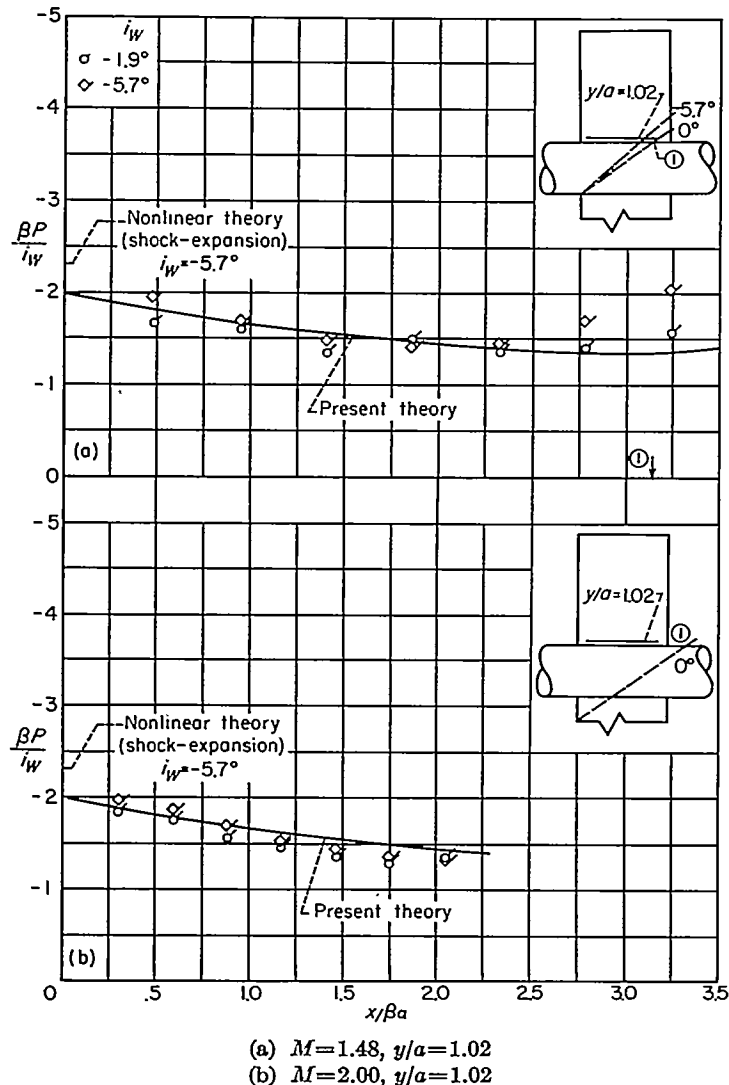 -5
i_W
-1.9°
-5.7°
-4
y/a=1.02
-5.7°
0°
1
-3
βP/i_W
Nonlinear theory
(shock-expansion)
i_W=-5.7°
-2
-1
Present theory
(a)
1
0
-5
-4
y/a=1.02
1
0°
-3
βP/i_W
Nonlinear theory
(shock-expansion)
i_W=-5.7°
-2
-1
Present theory
(b)
0 .5 1.0 1.5 2.0 2.5 3.0 3.5
x/βa
(a) M=1.48, y/a=1.02
(b) M=2.00, y/a=1.02